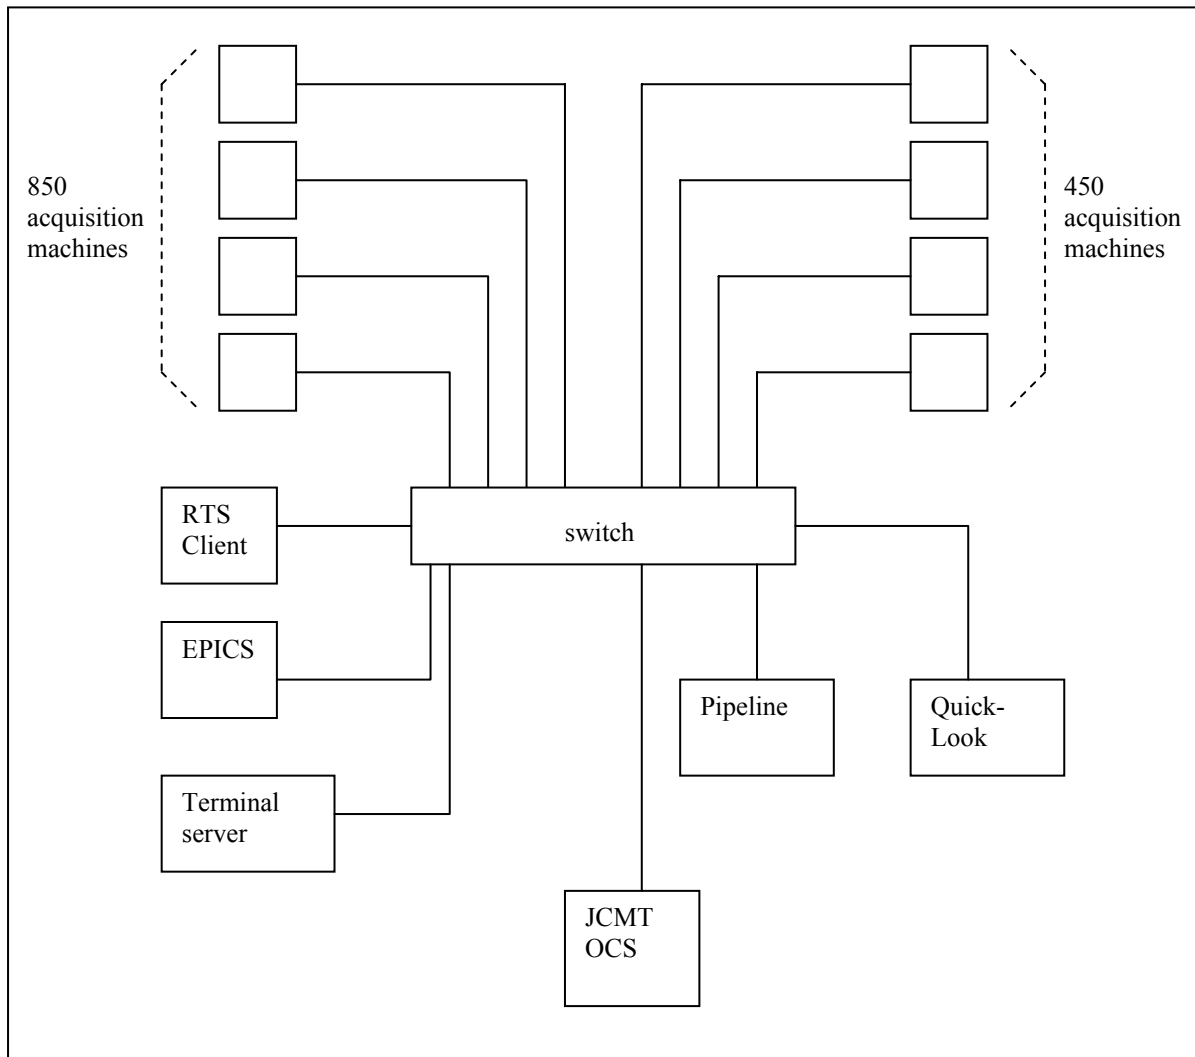 850
acquisition
machines
450
acquisition
machines
RTS
Client
switch
EPICS
Pipeline
Quick-
Look
Terminal
server
JCMT
OCS